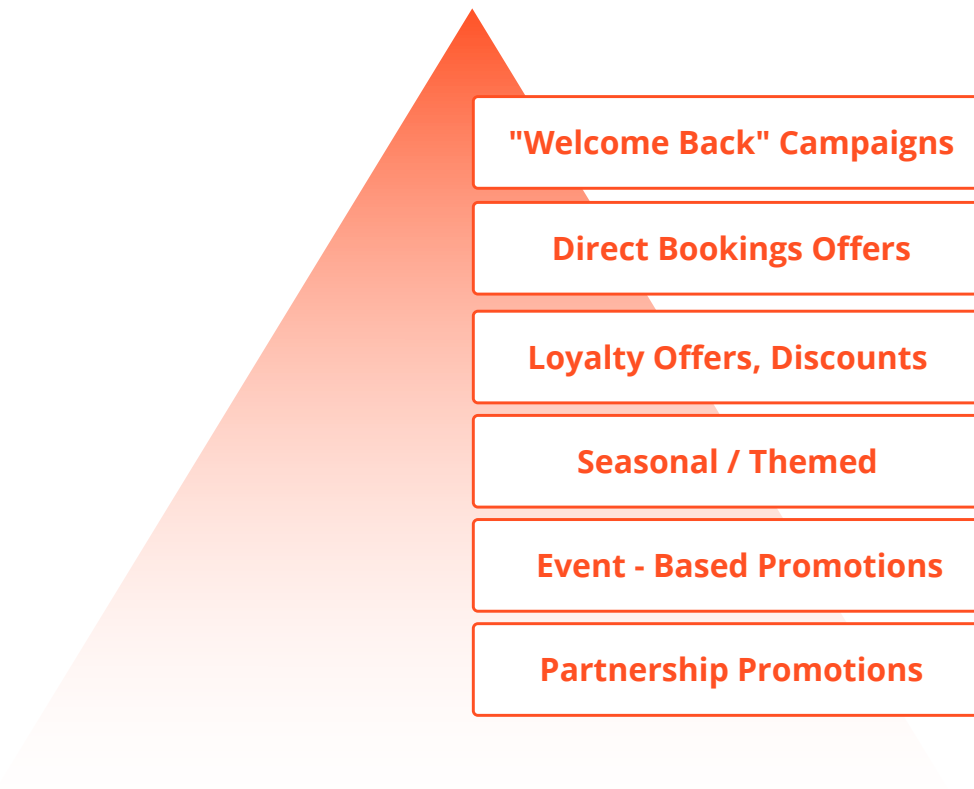 "Welcome Back" Campaigns
Direct Bookings Offers
Loyalty Offers, Discounts
Seasonal / Themed
Event - Based Promotions
Partnership Promotions